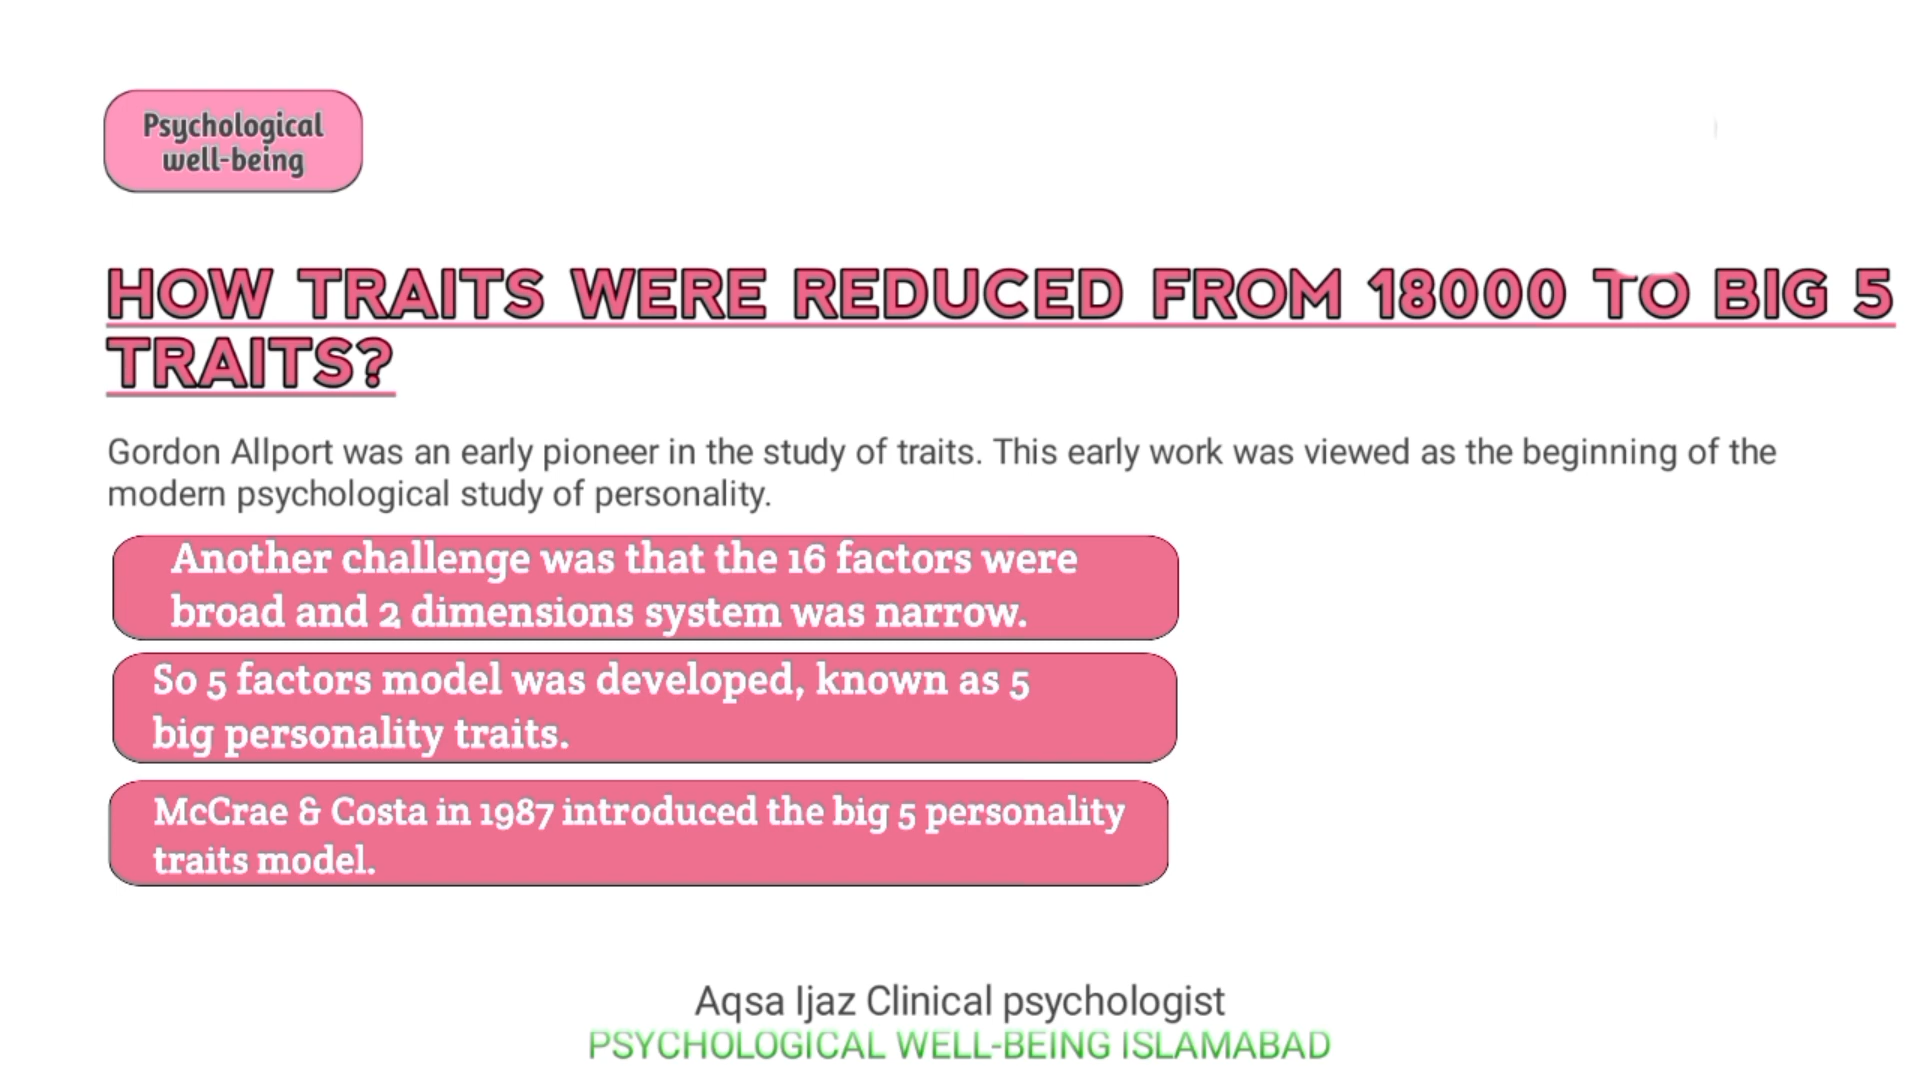 Psychological
well-being
HOW TRAITS WERE REDUCED FROM 18000 TO BIG 5
TRAITS?
Gordon Allport was an early pioneer in the study of traits. This early work was viewed as the beginning of the
modern psychological study of personality.
Another challenge was that the 16 factors were
broad and 2 dimensions system was narrow.
So 5 factors model was developed, known as 5
big personality traits.
McCrae & Costa in 1987 introduced the big 5 personality
traits model.
Aqsa Ijaz Clinical psychologist
PSYCHOLOGICAL WELL-BEING ISLAMABAD